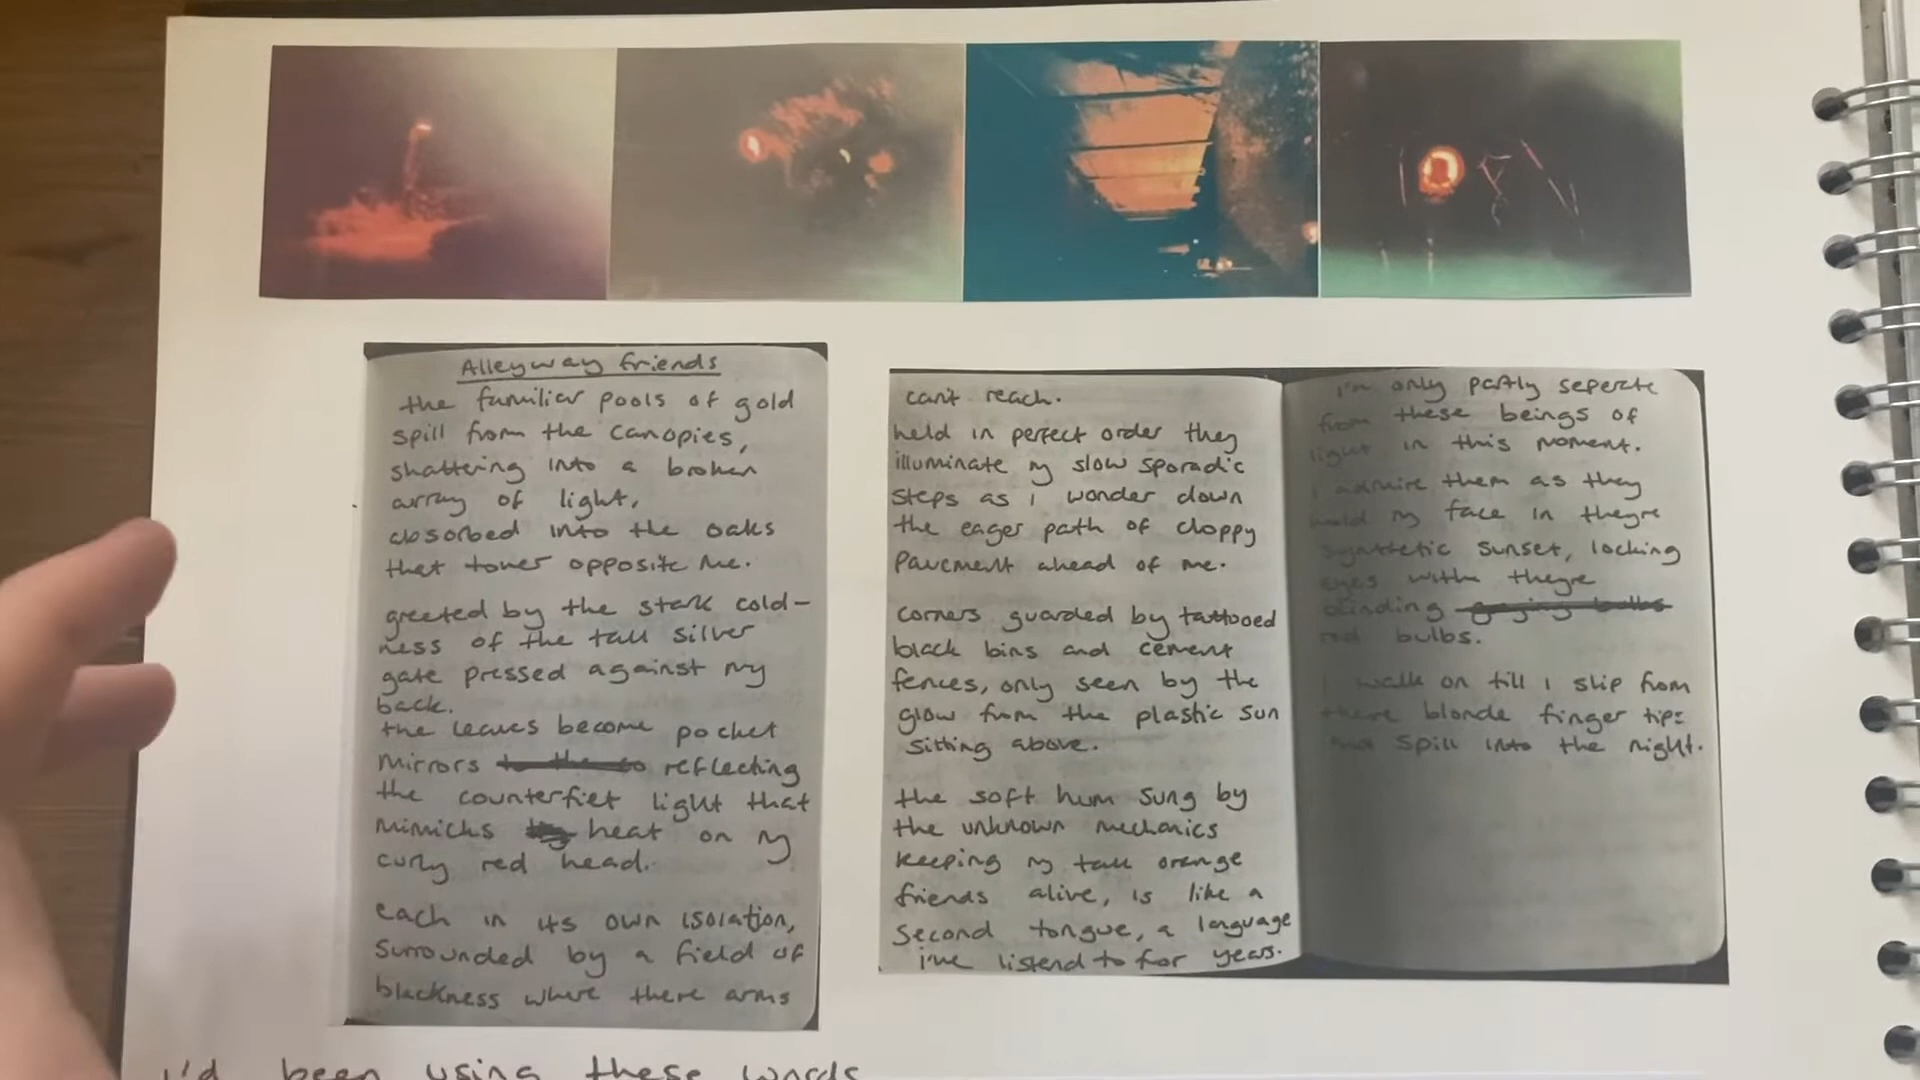 Alleyway friends
the familiar pools of gold
spill from the canopies,
shattering into a broken
array of light,
absorbed into the oaks
that tower opposite me.
greeted by the stark cold-
ness of the tall silver
gate pressed against my
back.
the leaves become pocket
mirrors reflecting
the counterfiet light that
mimicks heat on my
curly red head.
each in its own isolation,
surrounded by a field of
blackness where there arms
can't reach.
held in perfect order they
illuminate my slow sporadic
steps as i wonder down
the eager path of cloppy
pavement ahead of me.
corners guarded by tattooed
black bins and cement
fences, only seen by the
glow from the plastic sun
sitting above.
the soft hum sung by
the unknown mechanics
keeping my tall orange
friends alive, is like a
second tongue, a language
i've listend to for years.
i'm only partly seperate
from these beings of
light in this moment.
i admire them as they
hold my face in theyre
synthetic sunset, locking
eyes with theyre
blinding gazing bulbs
red bulbs.
I walk on till i slip from
there blonde finger tips
and spill into the night.
i'd been using these words